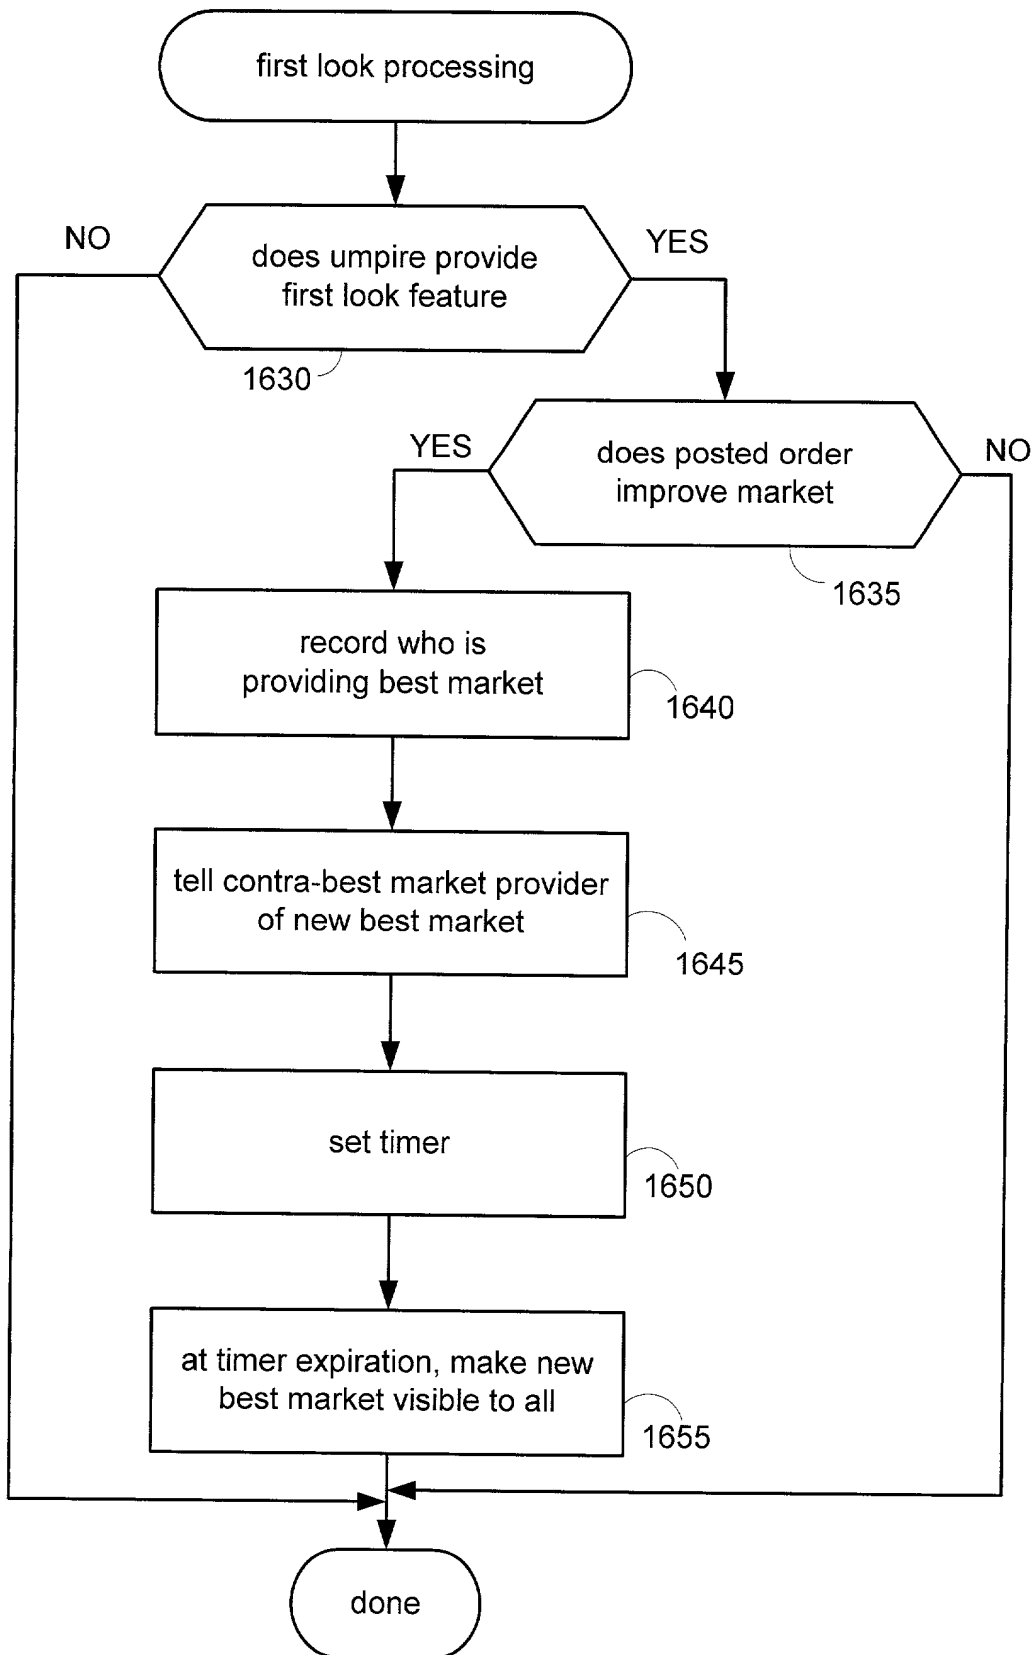 first look processing
NO
YES
does umpire provide
first look feature
1630
YES
NO
does posted order
improve market
1635
record who is
providing best market
1640
tell contra-best market provider
of new best market
1645
set timer
1650
at timer expiration, make new
best market visible to all
1655
done